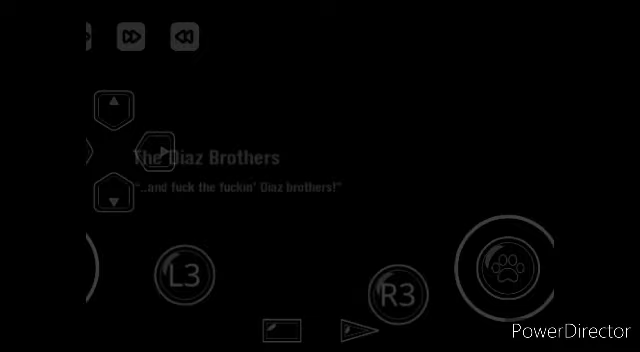 The Diaz Brothers
"...and fuck the fuckin' Diaz brothers!"
L3
R3
PowerDirector